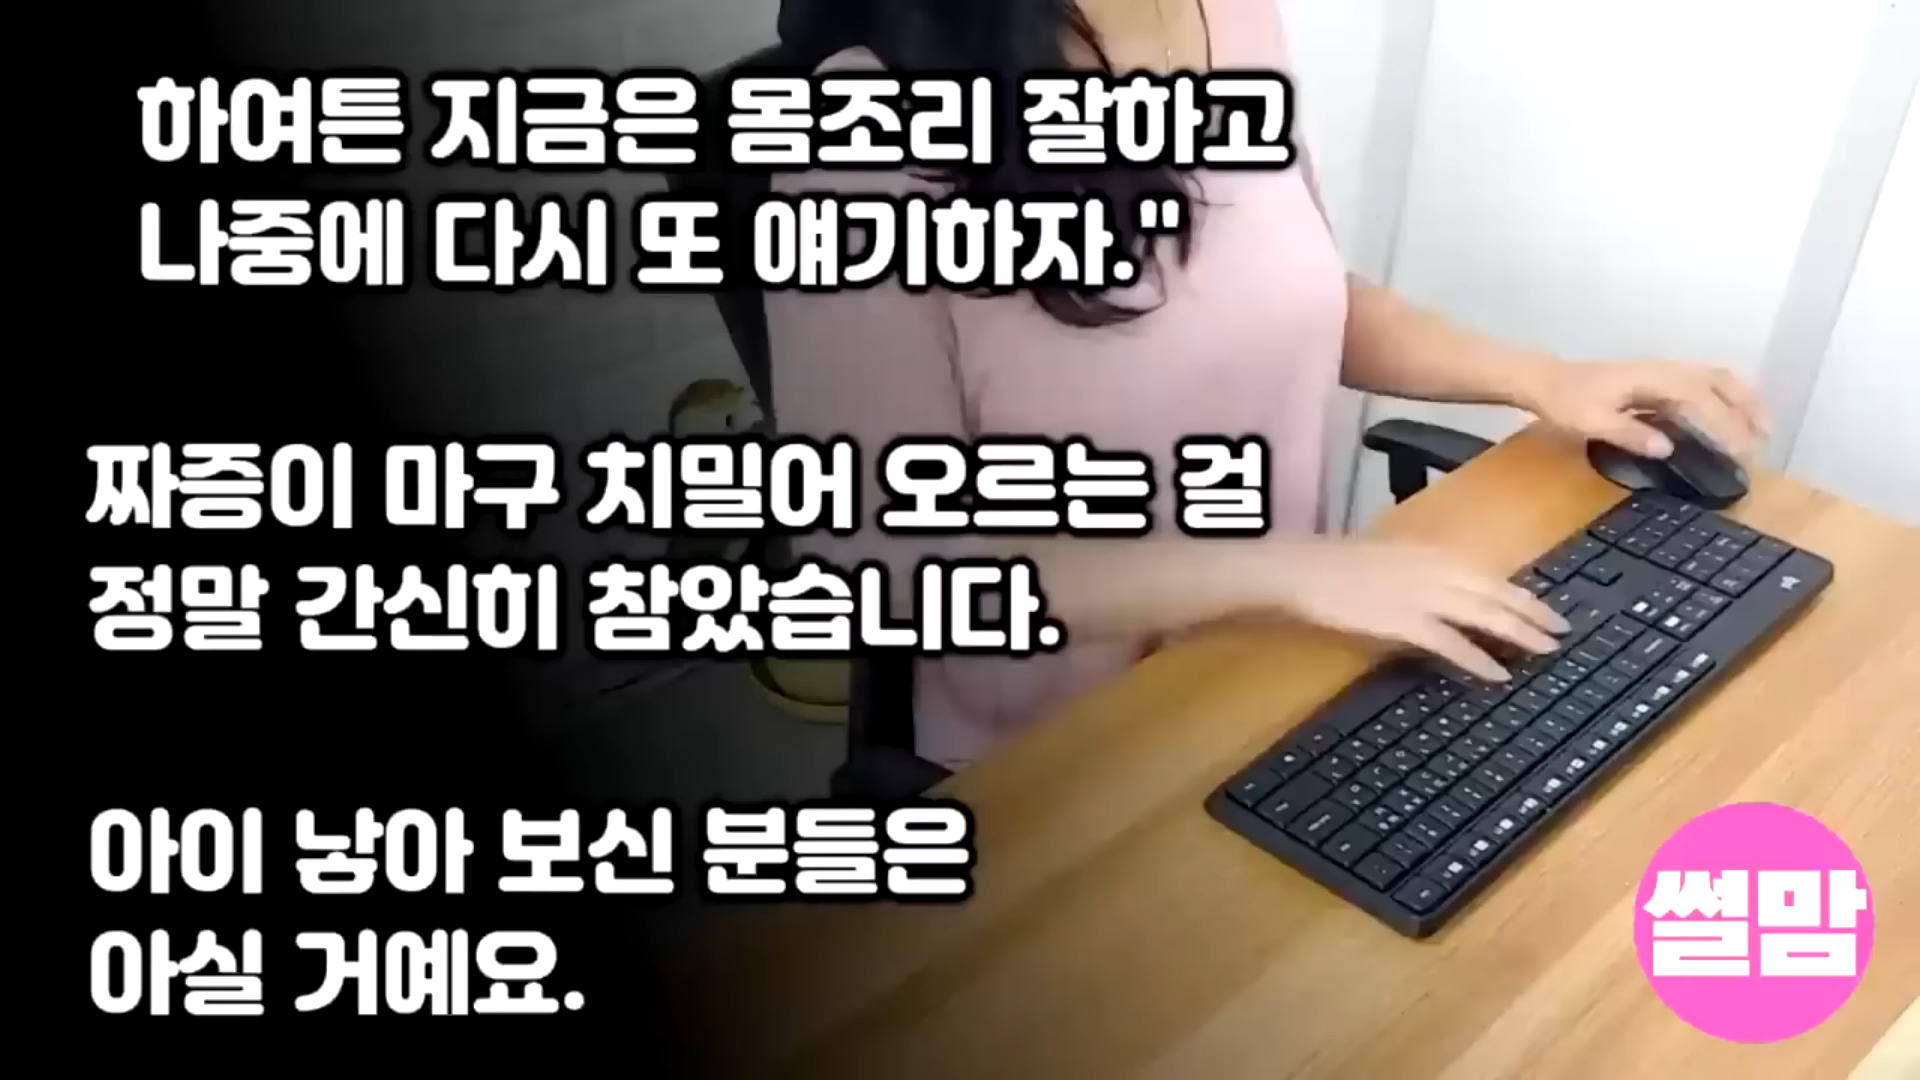 하여튼 지금은 몸조리 잘하고
나중에 다시 또 얘기하자."
짜증이 마구 치밀어 오르는 걸
정말 간신히 참았습니다.
아이 낳아 보신 분들은
아실 거예요.
썰맘